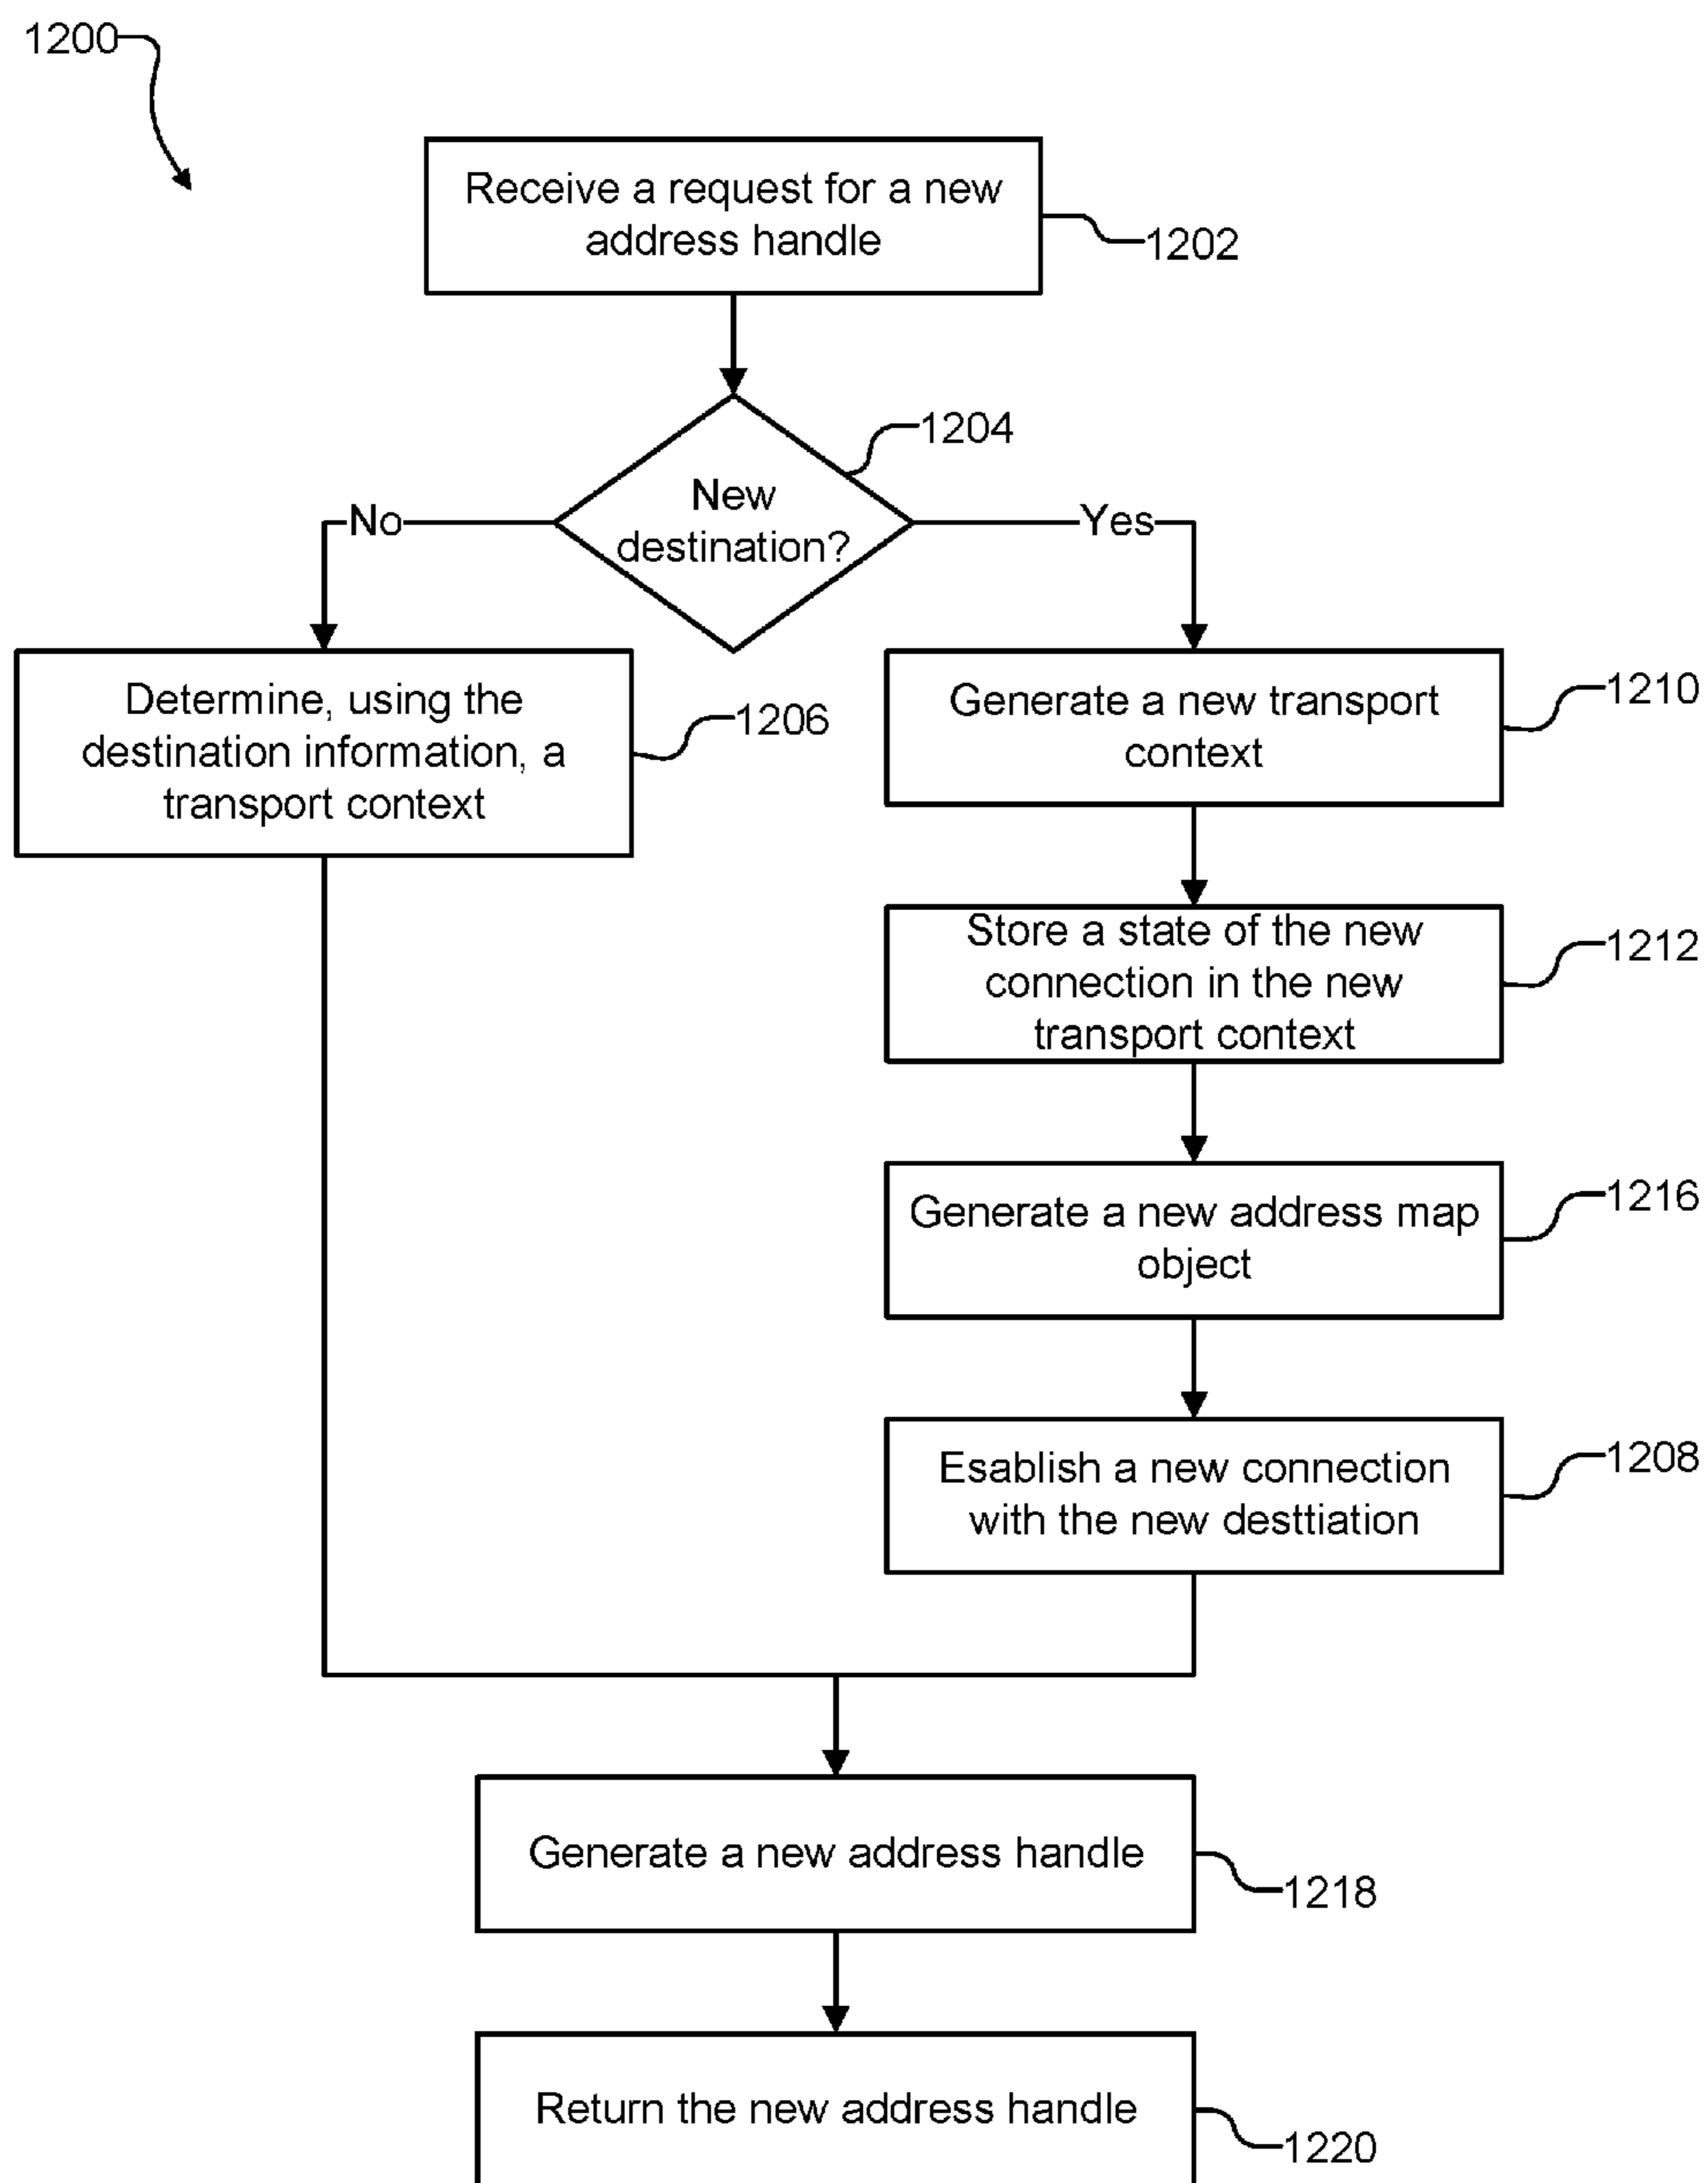 1200
Receive a request for a new
address handle
1202
1204
New
destination?
No
Yes
Determine, using the
destination information, a
transport context
1206
Generate a new transport
context
1210
Store a state of the new
connection in the new
transport context
1212
Generate a new address map
object
1216
Esablish a new connection
with the new desttiation
1208
Generate a new address handle
1218
Return the new address handle
1220